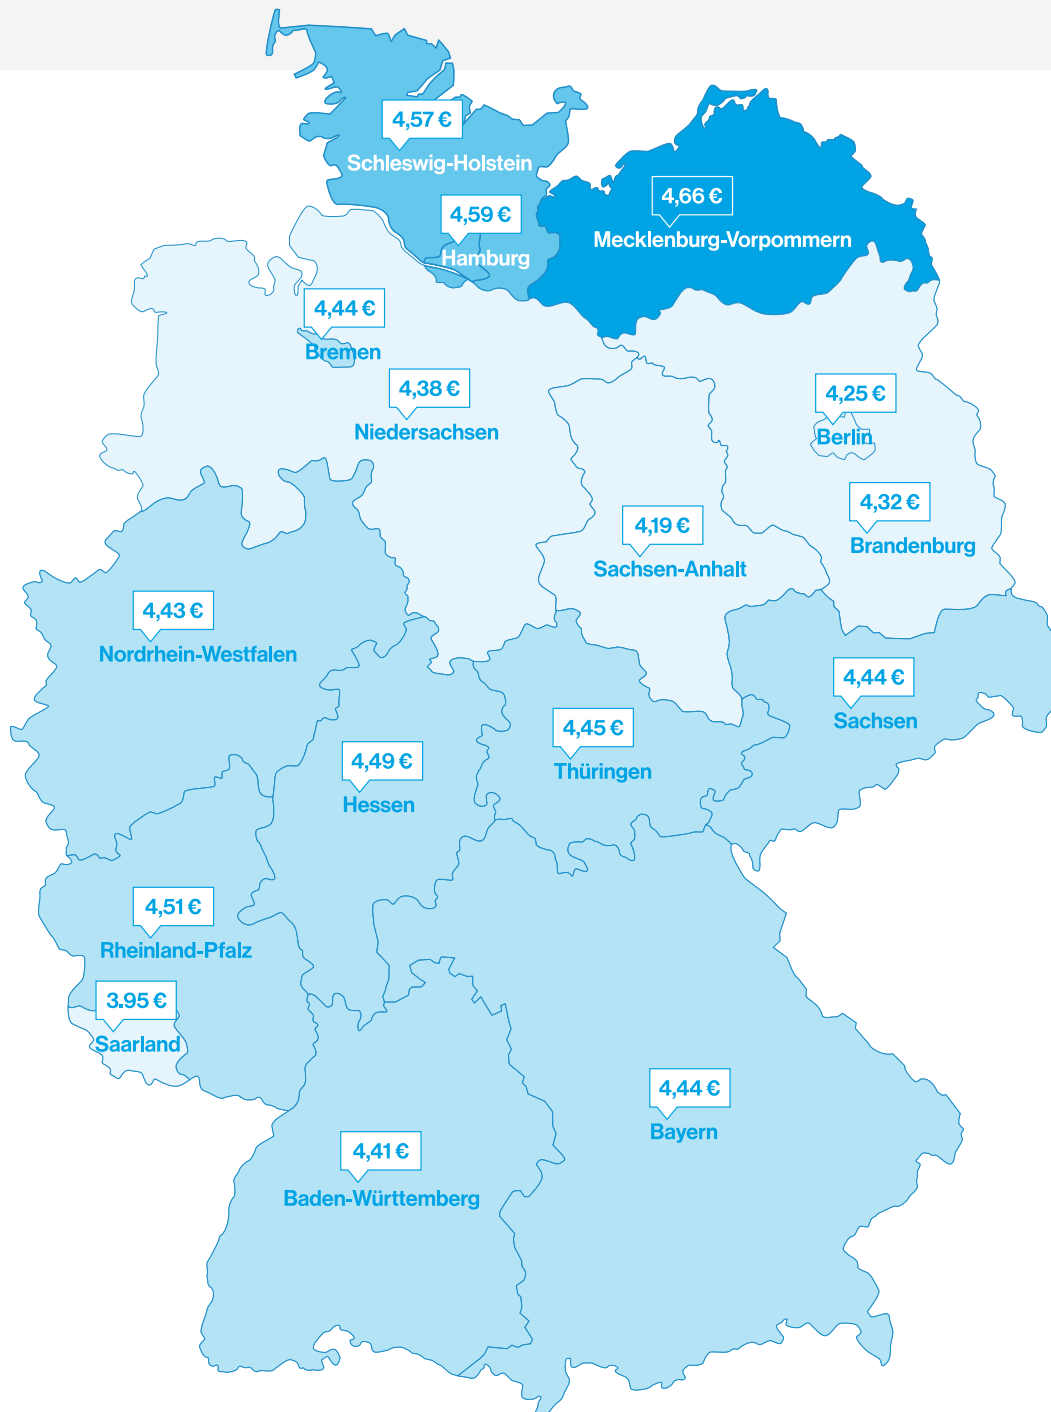 4,57 €
Schleswig-Holstein
4,66 €
Mecklenburg-Vorpommern
4,59 €
Hamburg
4,44 €
Bremen
4,38 €
Niedersachsen
4,25 €
Berlin
4,32 €
Brandenburg
4,19 €
Sachsen-Anhalt
4,43 €
Nordrhein-Westfalen
4,44 €
Sachsen
4,45 €
Thüringen
4,49 €
Hessen
4,51 €
Rheinland-Pfalz
3.95 €
Saarland
4,44 €
Bayern
4,41 €
Baden-Württemberg